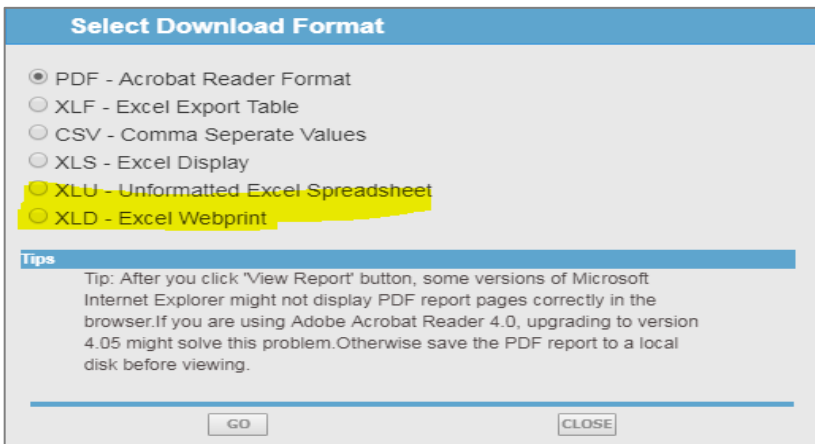 Select Download Format
PDF - Acrobat Reader Format
XLF - Excel Export Table
CSV - Comma Seperate Values
XLS - Excel Display
XLU - Unformatted Excel Spreadsheet
XLD - Excel Webprint
Tips
Tip: After you click 'View Report' button, some versions of Microsoft
Internet Explorer might not display PDF report pages correctly in the
browser.If you are using Adobe Acrobat Reader 4.0, upgrading to version
4.05 might solve this problem.Otherwise save the PDF report to a local
disk before viewing.
GO CLOSE